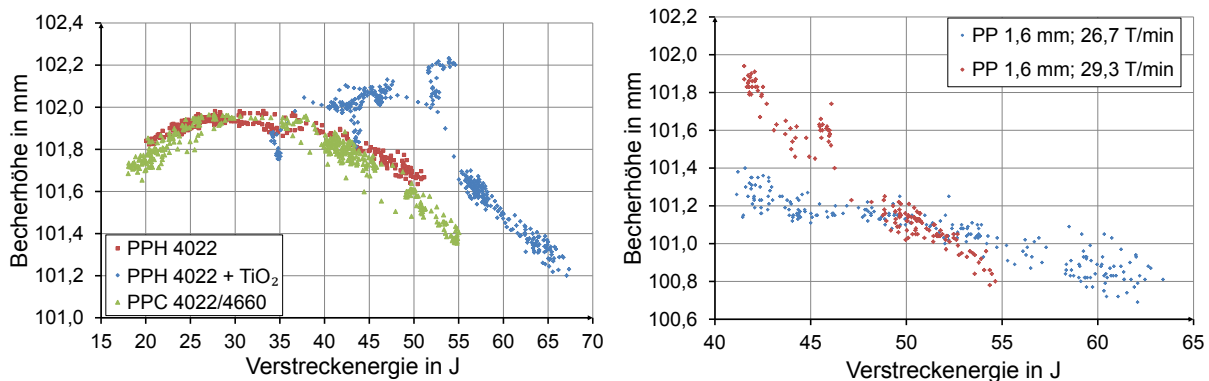 102,4
102,2
102,0
101,8
101,6
101,4
101,2
101,0
Becherhöhe in mm
15 20 25 30 35 40 45 50 55 60 65 70
Verstreckenergie in J
PPH 4022
PPH 4022 + TiO₂
PPC 4022/4660
102,2
102,0
101,8
101,6
101,4
101,2
101,0
100,8
100,6
Becherhöhe in mm
40 45 50 55 60 65
Verstreckenergie in J
PP 1,6 mm; 26,7 T/min
PP 1,6 mm; 29,3 T/min